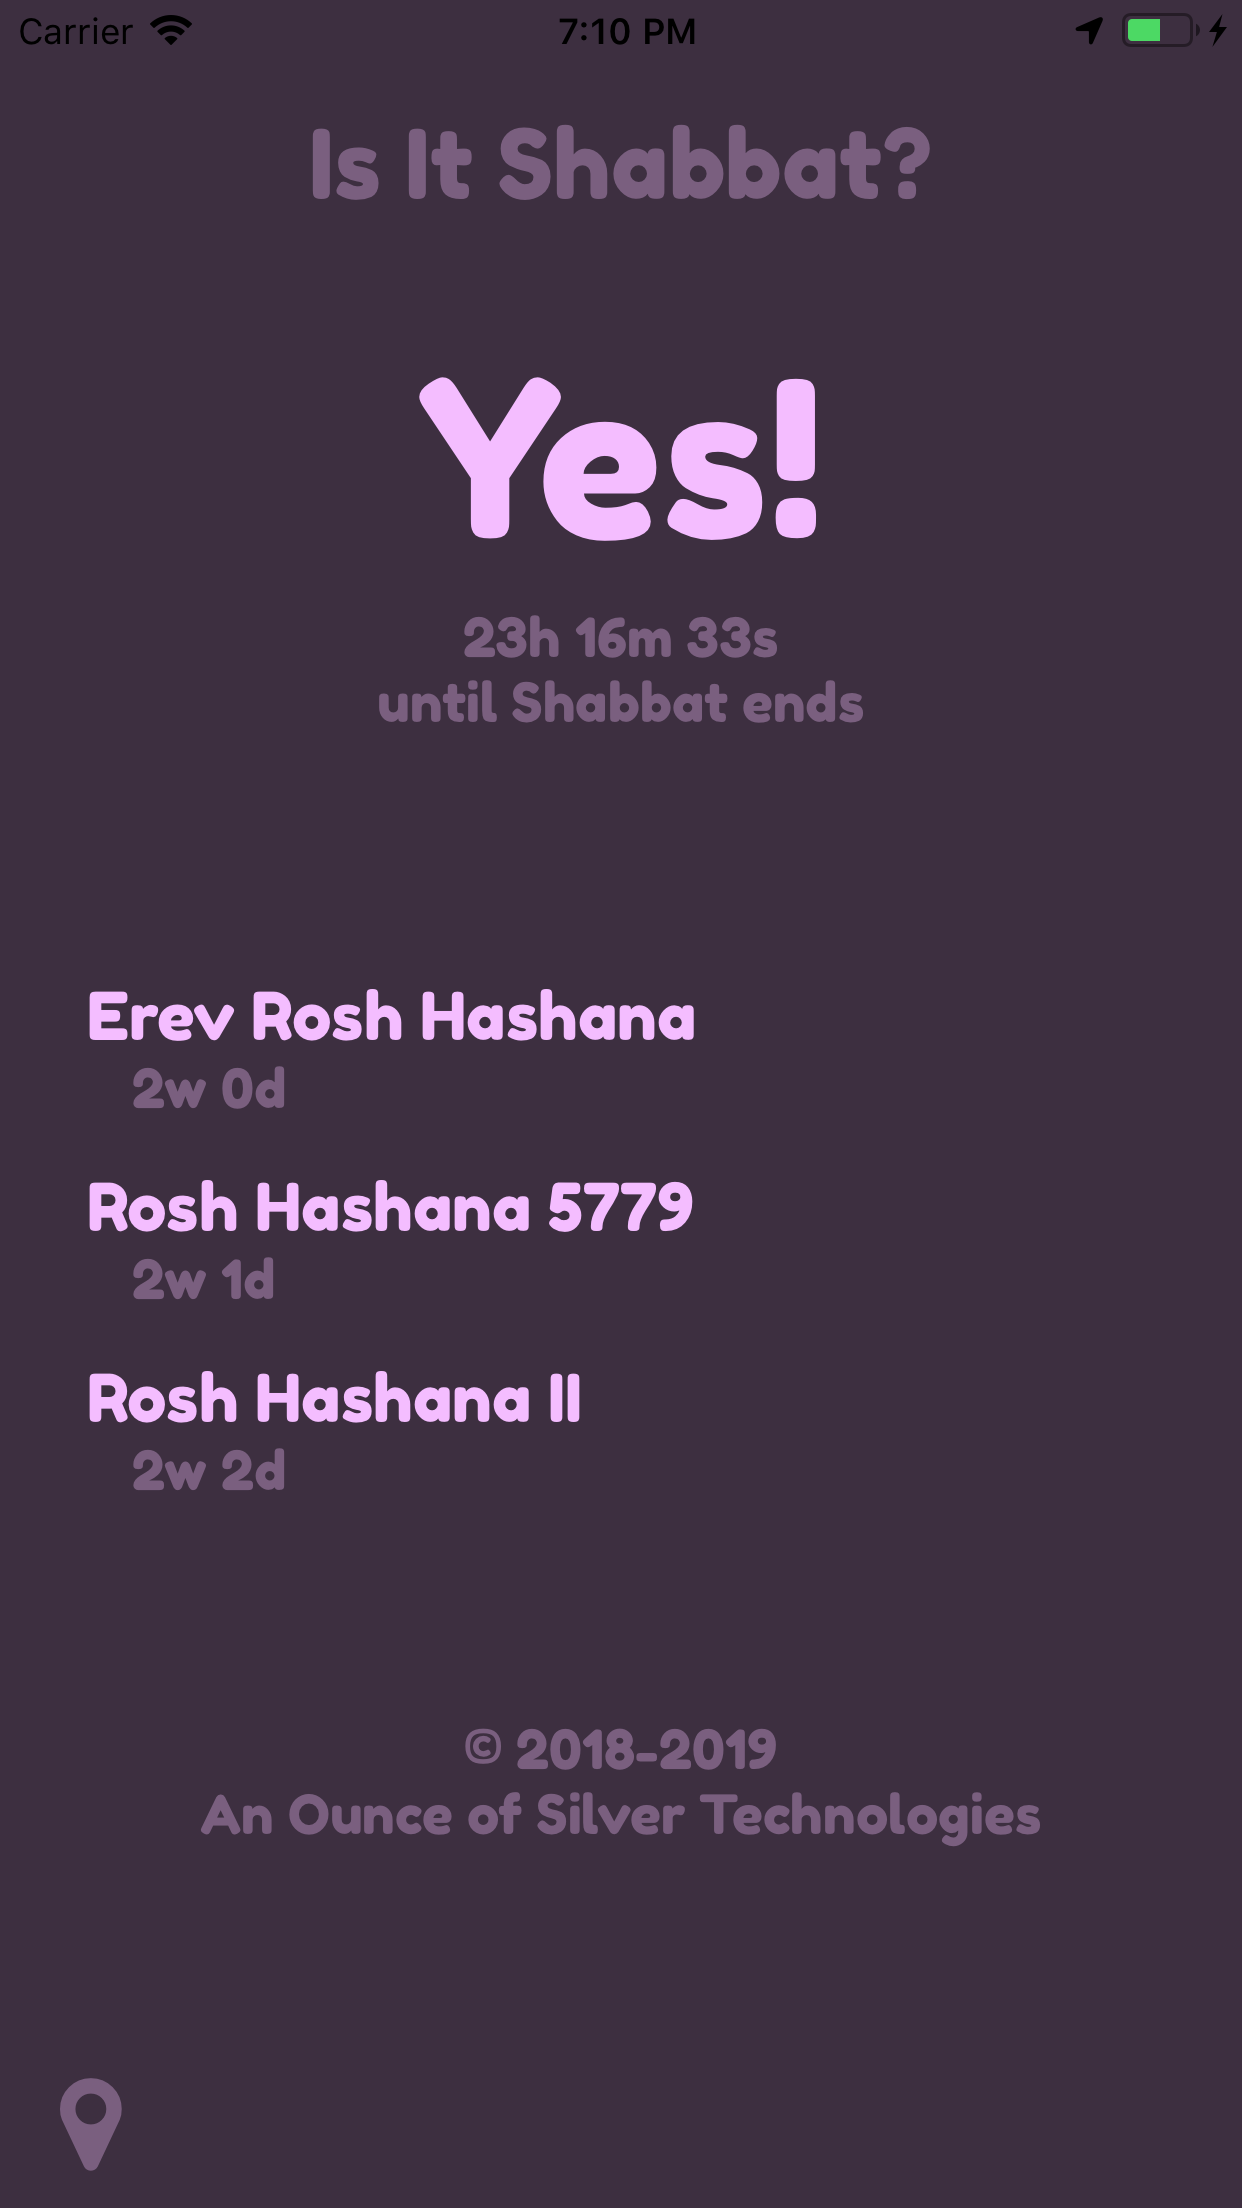 Carrier 7:10 PM
Is It Shabbat?
Yes!
23h 16m 33s
until Shabbat ends
Erev Rosh Hashana
2w 0d
Rosh Hashana 5779
2w 1d
Rosh Hashana II
2w 2d
© 2018-2019
An Ounce of Silver Technologies